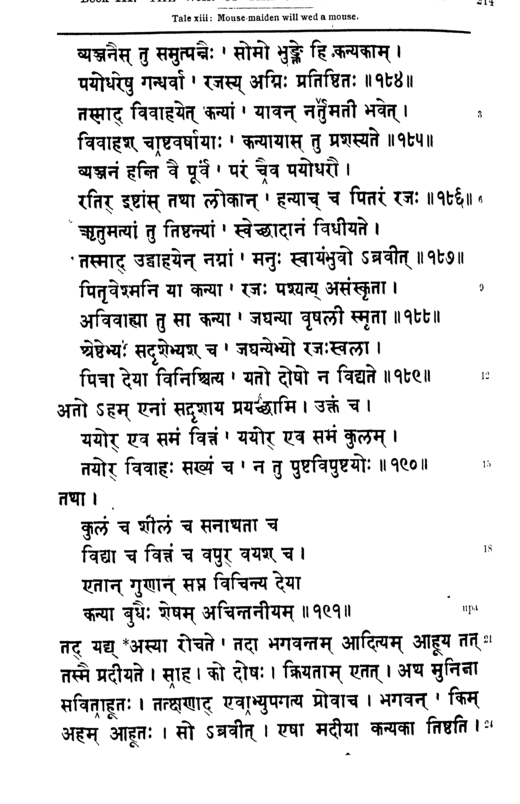 214
Tale xiii: Mouse-maiden will wed a mouse.
व्यञ्जनैस् तु समुत्पन्नैः ' सोमो भुङ्क्ते हि कन्यकाम् ।
पयोधरेषु गन्धर्वा ' रजस्य् अग्निः प्रतिष्ठितः ॥१८४॥
तस्माद् विवाहयेत् कन्यां ' यावन् नर्तुमती भवेत् । 3
विवाहश् चाष्टवर्षायाः ' कन्यायास् तु प्रशस्यते ॥१८५॥
व्यञ्जनं हन्ति वै पूर्वं ' परं चैव पयोधरौ ।
रतिर् इष्टांस् तथा लोकान् ' हन्याच् च पितरं रजः ॥१८६॥ 6
ऋतुमत्यां तु तिष्ठन्त्यां ' स्वेच्छादानं विधीयते ।
तस्माद् उद्वाहयेन् नग्नां ' मनुः स्वायंभुवो ऽब्रवीत् ॥१८७॥
पितृवेश्मनि या कन्या ' रजः पश्यत्य् असंस्कृता । 9
अविवाह्या तु सा कन्या ' जघन्या वृषली स्मृता ॥१८८॥
श्रेष्ठेभ्यः सदृशेभ्यश् च ' जघन्येभ्यो रजःस्वला ।
पित्रा देया विनिश्चित्य ' यतो दोषो न विद्यते ॥१८९॥ 12
अतो ऽहम् एनां सदृशाय प्रयच्छामि । उक्तं च ।
ययोर् एव समं वित्तं ' ययोर् एव समं कुलम् ।
तयोर् विवाहः सख्यं च ' न तु पुष्टविपुष्टयोः ॥१९०॥ 15
तथा ।
कुलं च शीलं च सनाथता च
विद्या च वित्तं च वपुर् वयश् च । 18
एतान् गुणान् सप्त विचिन्त्य देया
कन्या बुधैः शेषम् अचिन्तनीयम् ॥१९१॥ upa
तद् यद्य् *अस्या रोचते ' तदा भगवन्तम् आदित्यम् आहूय तत् 21
तस्मै प्रदीयते । साह । को दोषः । क्रियताम् एतत् । अथ मुनिना
सविताहूतः । तत्क्षणाद् एवाभ्युपगत्य प्रोवाच । भगवन् ' किम्
अहम् आहूतः । सो ऽब्रवीत् । एषा मदीया कन्यका तिष्ठति । 24